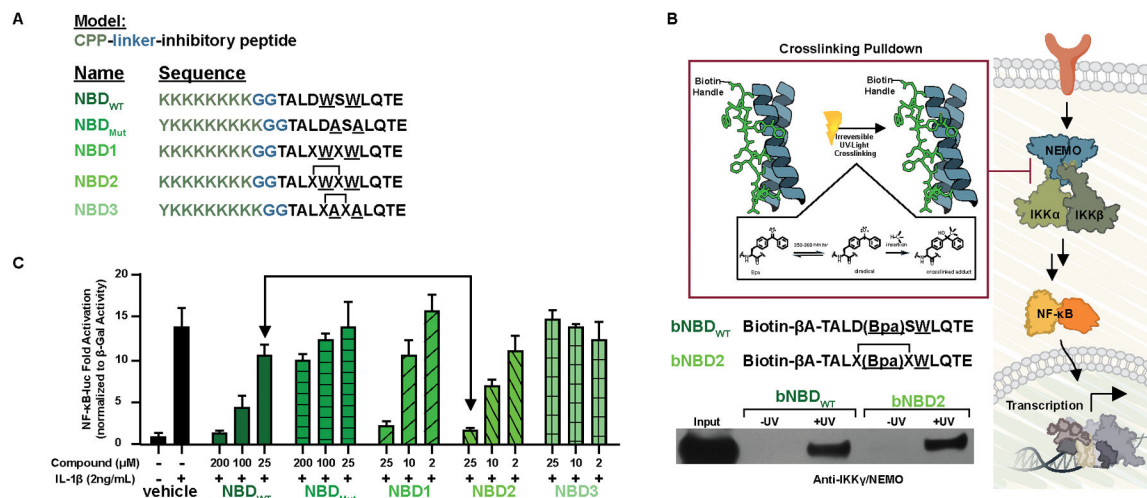 A
Model:
CPP-linker-inhibitory peptide
Name Sequence
NBDWT KKKKKKKKGGTALDWSWLQTE
NBDMut YKKKKKKKKGGTALDASALQTE
NBD1 KKKKKKKKGGTALXWXWLQTE
NBD2 KKKKKKKKGGTALXWXWLQTE
NBD3 YKKKKKKKKGGTALXAXALQTE
B
Crosslinking Pulldown
Biotin
Handle
Irreversible
UV-Light
Crosslinking
Biotin
Handle
Bpa
diradical
insertion
crosslinked adduct
NEMO
IKKα IKKβ
NF-κB
Transcription
bNBDWT Biotin-βA-TALD(Bpa)SWLQTE
bNBD2 Biotin-βA-TALX(Bpa)XWLQTE
bNBDWT bNBD2
Input -UV +UV -UV +UV
Anti-IKKγ/NEMO
C
NF-κB-luc Fold Activation
(normalized to β-Gal Activity)
20
15
10
5
0
Compound (μM) - - 200 100 25 200 100 25 25 10 2 25 10 2 25 10 2
IL-1β (2ng/mL) - + + + + + + + + + + + + + + + +
vehicle NBDWT NBDMut NBD1 NBD2 NBD3